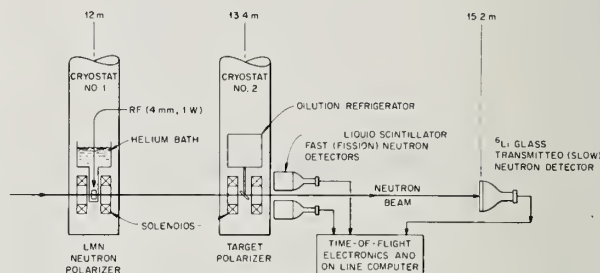 12 m
13.4 m
15.2 m
CRYOSTAT
NO. 1
CRYOSTAT
NO. 2
RF (4 mm, 1 W)
HELIUM BATH
DILUTION REFRIGERATOR
LIQUID SCINTILLATOR
FAST (FISSION) NEUTRON
DETECTORS
6Li GLASS
TRANSMITTED (SLOW)
NEUTRON DETECTOR
NEUTRON
BEAM
SOLENOIDS
LMN
NEUTRON
POLARIZER
TARGET
POLARIZER
TIME-OF-FLIGHT
ELECTRONICS AND
ON LINE COMPUTER